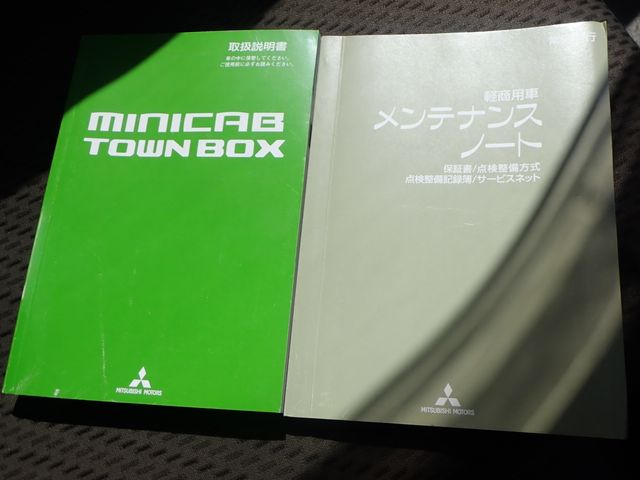 取扱説明書
車の中に保管してください。
ご使用前に必ずお読みください。
MINICAB
TOWN BOX
MITSUBISHI MOTORS
行
軽商用車
メンテナンス
ノート
保証書/点検整備方式
点検整備記録簿/サービスネット
MITSUBISHI MOTORS